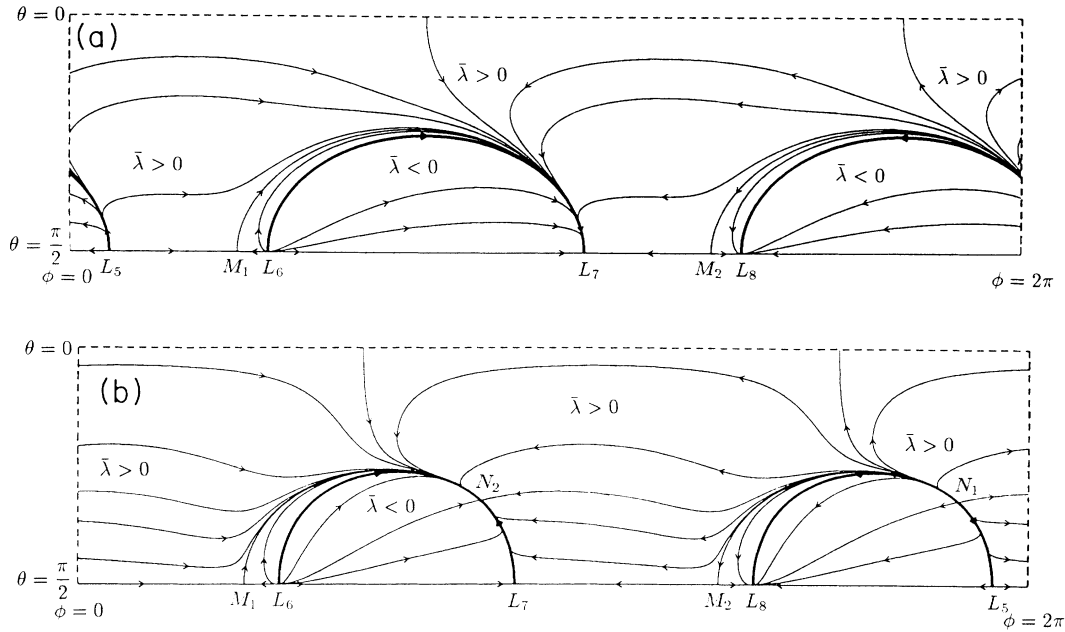 θ = 0
(a)
λ̄ > 0
λ̄ > 0
λ̄ > 0
λ̄ < 0
λ̄ < 0
θ = π/2
φ = 0
L₅
M₁
L₆
L₇
M₂
L₈
φ = 2π
θ = 0
(b)
λ̄ > 0
λ̄ > 0
λ̄ > 0
N₂
N₁
λ̄ < 0
θ = π/2
φ = 0
M₁
L₆
L₇
M₂
L₈
L₅
φ = 2π